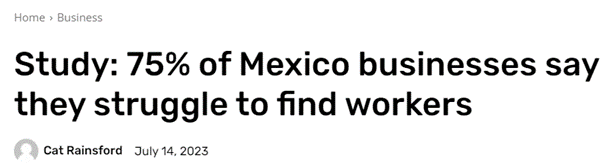 Home › Business
Study: 75% of Mexico businesses say
they struggle to find workers
Cat Rainsford July 14, 2023